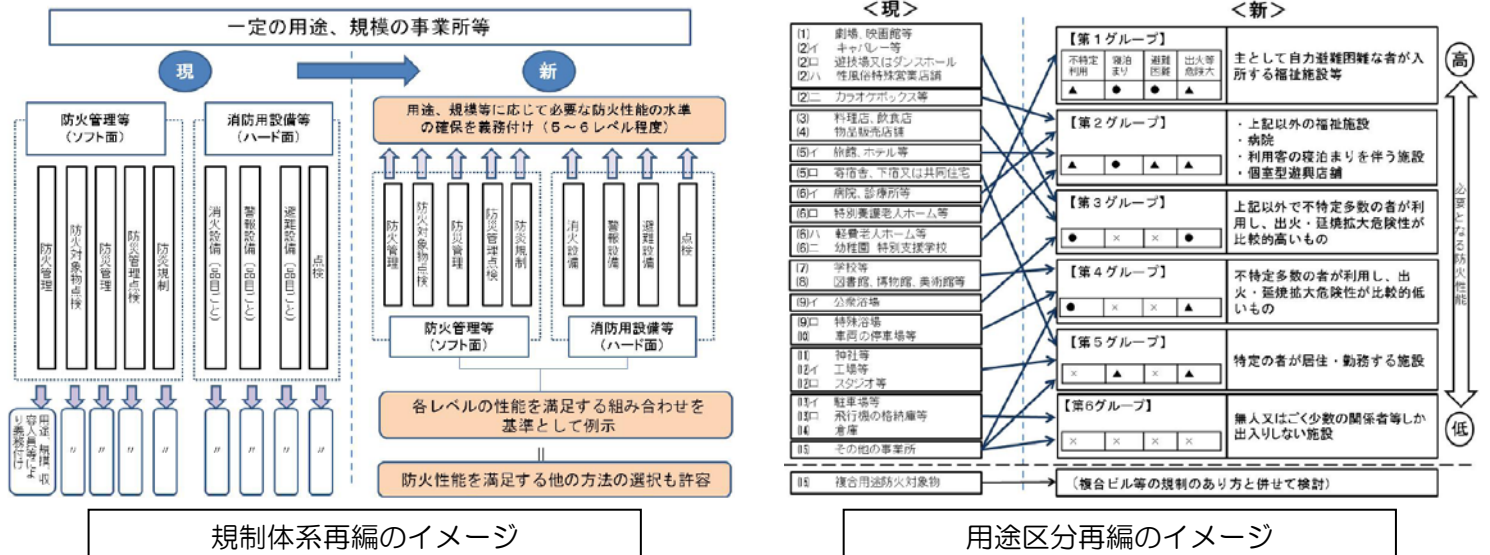 一定の用途、規模の事業所等
現
新
防火管理等
(ソフト面)
消防用設備等
(ハード面)
防火管理
防火対象物点検
防災管理
防災管理点検
防炎規制
消火設備(品目ごと)
警報設備(品目ごと)
避難設備(品目ごと)
点検
用途、規模、収
容人員等によ
り義務付け
〃
〃
〃
〃
〃
〃
〃
〃
用途、規模等に応じて必要な防火性能の水準
の確保を義務付け(5~6レベル程度)
防火管理
防火対象物点検
防災管理
防災管理点検
防炎規制
消火設備
警報設備
避難設備
点検
防火管理等
(ソフト面)
消防用設備等
(ハード面)
各レベルの性能を満足する組み合わせを
基準として例示
||
防火性能を満足する他の方法の選択も許容
規制体系再編のイメージ
<現>
⑴ 劇場、映画館等
⑵イ キャバレー等
⑵ロ 遊技場又はダンスホール
⑵ハ 性風俗特殊営業店舗
⑵ニ カラオケボックス等
⑶ 料理店、飲食店
⑷ 物品販売店舗
⑸イ 旅館、ホテル等
⑸ロ 寄宿舎、下宿又は共同住宅
⑹イ 病院、診療所等
⑹ロ 特別養護老人ホーム等
⑹ハ 軽費老人ホーム等
⑹ニ 幼稚園 特別支援学校
⑺ 学校等
⑻ 図書館、博物館、美術館等
⑼イ 公衆浴場
⑼ロ 特殊浴場
⑽ 車両の停車場等
⑾ 神社等
⑿イ 工場等
⑿ロ スタジオ等
⒀イ 駐車場等
⒀ロ 飛行機の格納庫等
⒁ 倉庫
⒂ その他の事業所
⒃ 複合用途防火対象物
<新>
【第1グループ】
不特定
利用
寝泊
まり
避難
困難
出火等
危険大
▲ ● ● ▲
主として自力避難困難な者が入
所する福祉施設等
【第2グループ】
▲ ● ▲ ▲
・上記以外の福祉施設
・病院
・利用客の寝泊まりを伴う施設
・個室型遊興店舗
【第3グループ】
● × × ●
上記以外で不特定多数の者が利
用し、出火・延焼拡大危険性が
比較的高いもの
【第4グループ】
● × × ▲
不特定多数の者が利用し、出
火・延焼拡大危険性が比較的低
いもの
【第5グループ】
× ▲ × ▲
特定の者が居住・勤務する施設
【第6グループ】
× × × ×
無人又はごく少数の関係者等しか
出入りしない施設
(複合ビル等の規制のあり方と併せて検討)
高
必要となる防火性能
低
用途区分再編のイメージ